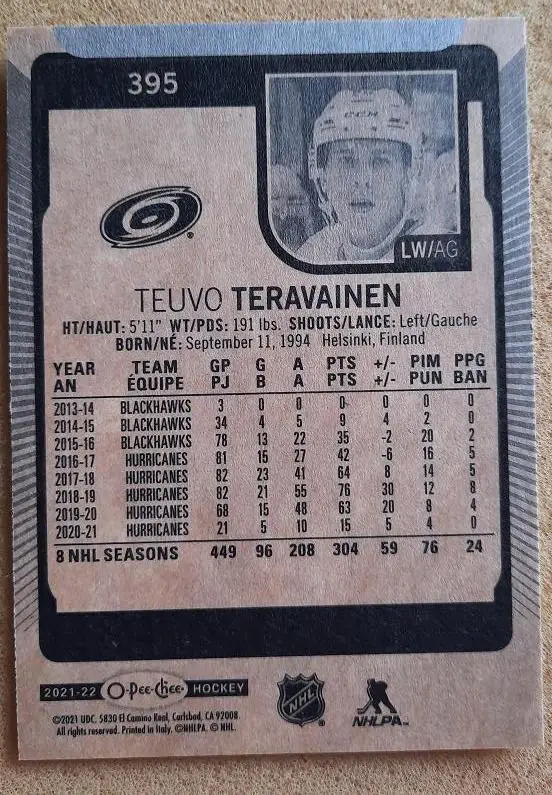 395
CCM
LW/AG
TEUVO TERAVAINEN
HT/HAUT: 5'11" WT/PDS: 191 lbs. SHOOTS/LANCE: Left/Gauche
BORN/NÉ: September 11, 1994 Helsinki, Finland
YEAR TEAM GP G A PTS +/- PIM PPG
AN ÉQUIPE PJ B A PTS +/- PUN BAN
2013-14 BLACKHAWKS 3 0 0 0 0 0 0
2014-15 BLACKHAWKS 34 4 5 9 4 2 0
2015-16 BLACKHAWKS 78 13 22 35 -2 20 2
2016-17 HURRICANES 81 15 27 42 -6 16 5
2017-18 HURRICANES 82 23 41 64 8 14 5
2018-19 HURRICANES 82 21 55 76 30 12 8
2019-20 HURRICANES 68 15 48 63 20 8 4
2020-21 HURRICANES 21 5 10 15 5 4 0
8 NHL SEASONS 449 96 208 304 59 76 24
2021-22 O-Pee-Chee HOCKEY
NHL
NHLPA
©2021 UDC. 5830 El Camino Real, Carlsbad, CA 92008.
All rights reserved. Printed in Italy. ©NHLPA. © NHL.